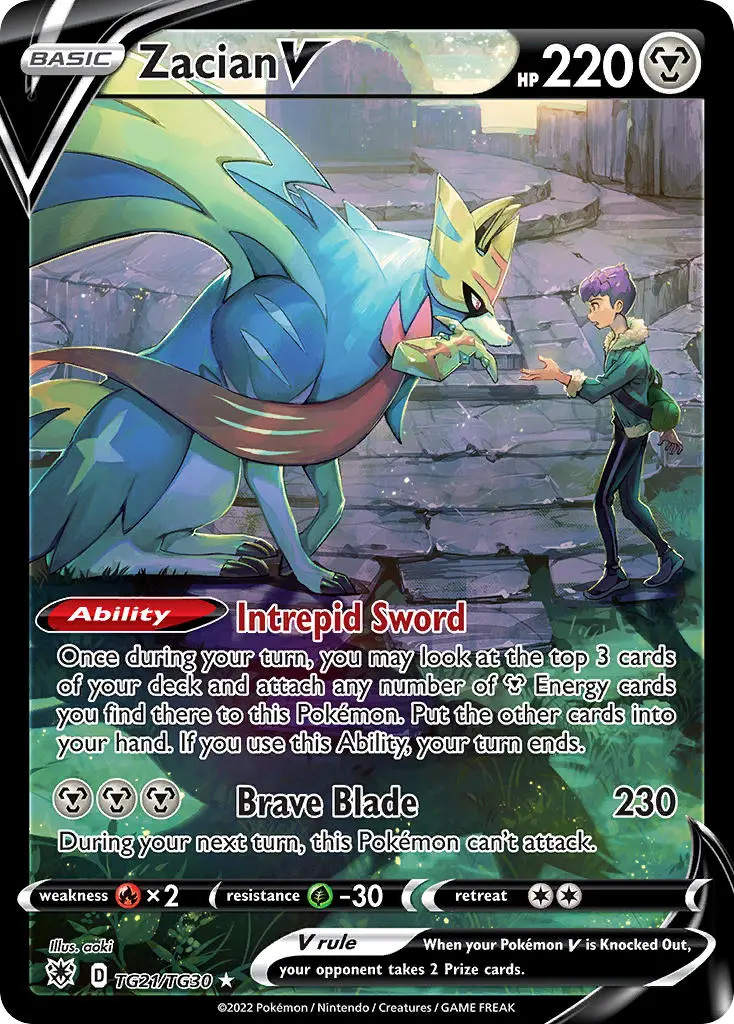 BASIC Zacian V HP 220
Ability Intrepid Sword
Once during your turn, you may look at the top 3 cards
of your deck and attach any number of Energy cards
you find there to this Pokémon. Put the other cards into
your hand. If you use this Ability, your turn ends.
Brave Blade 230
During your next turn, this Pokémon can't attack.
weakness ×2 resistance -30 retreat
Illus. aoki
D TG21/TG30
V rule When your Pokémon V is Knocked Out,
your opponent takes 2 Prize cards.
©2022 Pokémon / Nintendo / Creatures / GAME FREAK